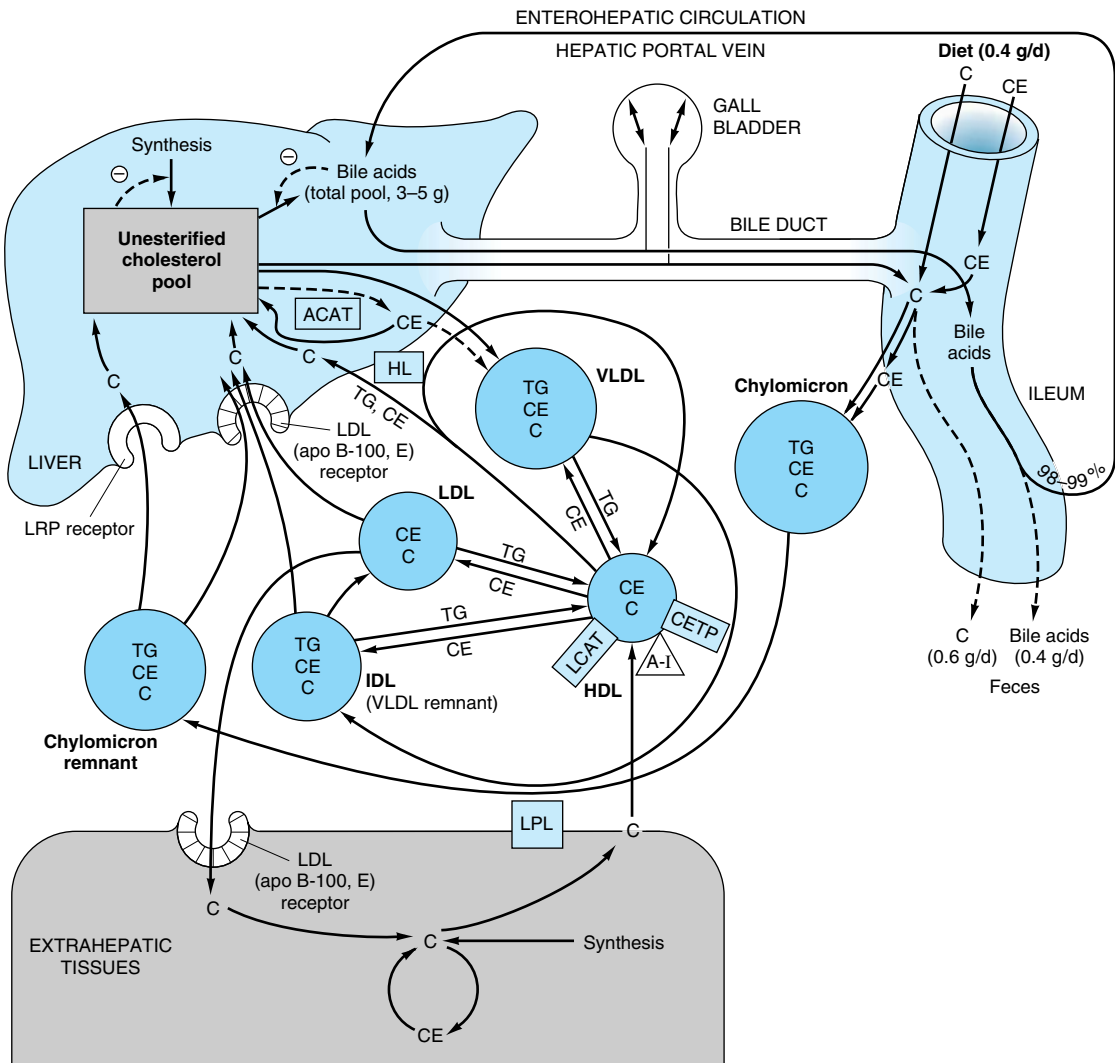 ENTEROHEPATIC CIRCULATION
HEPATIC PORTAL VEIN
Diet (0.4 g/d)
C
CE
GALL
BLADDER
Synthesis
−
−
Bile acids
(total pool, 3–5 g)
BILE DUCT
Unesterified
cholesterol
pool
CE
C
ACAT
CE
Bile
acids
C
C
HL
C
TG, CE
VLDL
TG
CE
C
Chylomicron
CE
ILEUM
TG
CE
C
98–99%
LDL
(apo B-100, E)
receptor
LIVER
LRP receptor
TG
CE
LDL
CE
C
TG
CE
CE
C
CETP
LCAT
A-I
HDL
TG
CE
TG
CE
C
IDL
(VLDL remnant)
TG
CE
C
Chylomicron
remnant
C
(0.6 g/d)
Bile acids
(0.4 g/d)
Feces
LPL
C
LDL
(apo B-100, E)
receptor
C
EXTRAHEPATIC
TISSUES
C
Synthesis
CE